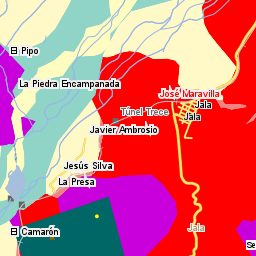 El Pipo
La Piedra Encampanada
José Maravilla
Jala
Túnel Trece
Jala
Javier Ambrosio
Jesús Silva
La Presa
Jala
El Camarón
Se